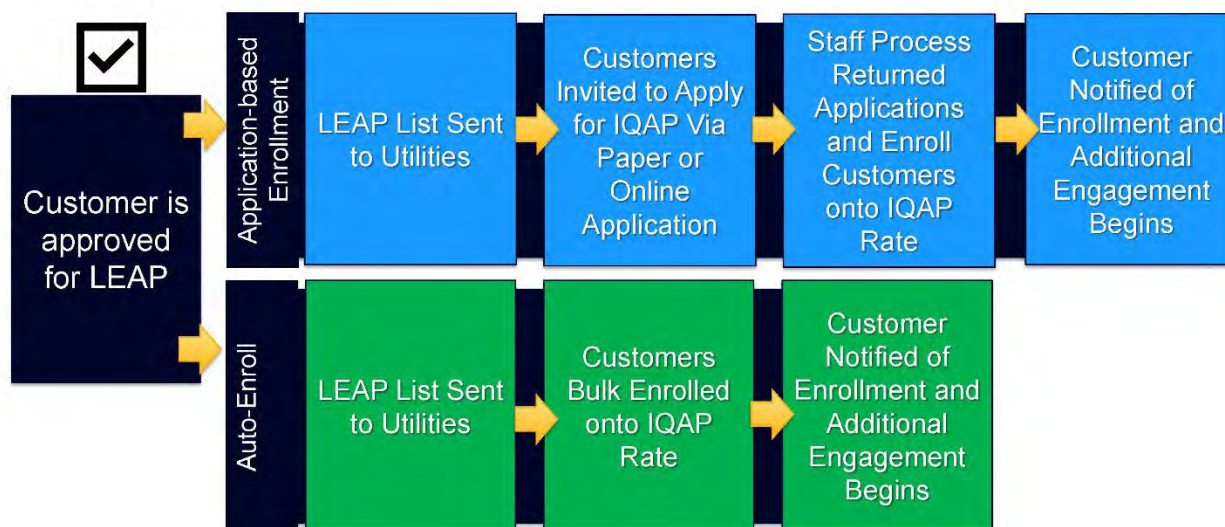 Customer is
approved
for LEAP
Application-based
Enrollment
LEAP List Sent
to Utilities
Customers
Invited to Apply
for IQAP Via
Paper or
Online
Application
Staff Process
Returned
Applications
and Enroll
Customers
onto IQAP
Rate
Customer
Notified of
Enrollment and
Additional
Engagement
Begins
Auto-Enroll
LEAP List Sent
to Utilities
Customers
Bulk Enrolled
onto IQAP
Rate
Customer
Notified of
Enrollment and
Additional
Engagement
Begins